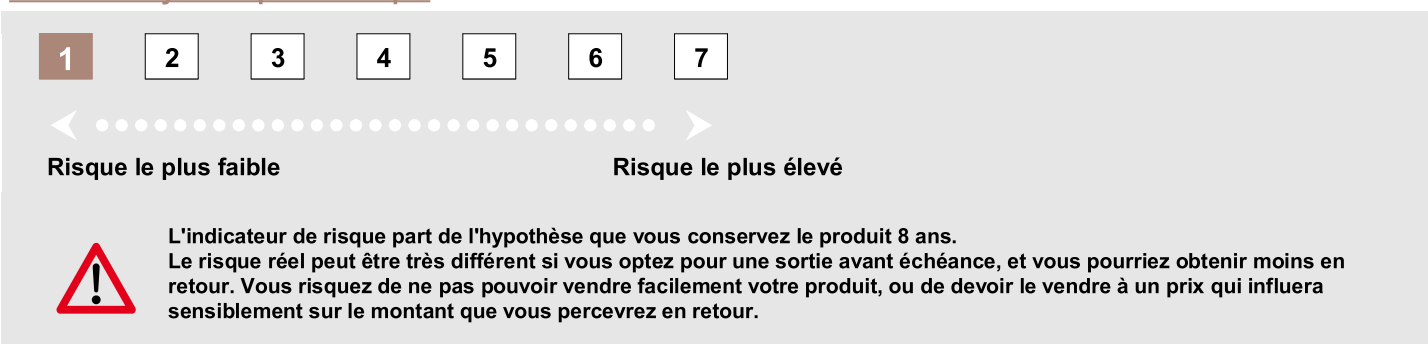 1 2 3 4 5 6 7
Risque le plus faible Risque le plus élevé
L'indicateur de risque part de l'hypothèse que vous conservez le produit 8 ans.
Le risque réel peut être très différent si vous optez pour une sortie avant échéance, et vous pourriez obtenir moins en
retour. Vous risquez de ne pas pouvoir vendre facilement votre produit, ou de devoir le vendre à un prix qui influera
sensiblement sur le montant que vous percevrez en retour.